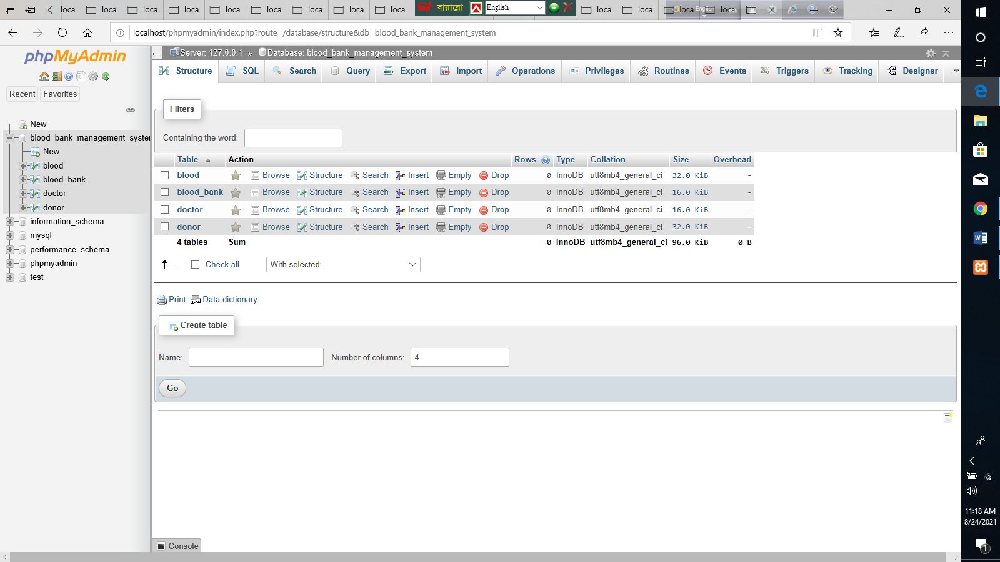 loca loca loca loca loca loca loca loca loca বায়ান্নো English loca loca loca loca
localhost/phpmyadmin/index.php?route=/database/structure&db=blood_bank_management_system
phpMyAdmin
Recent Favorites
New
blood_bank_management_system
New
blood
blood_bank
doctor
donor
information_schema
mysql
performance_schema
phpmyadmin
test
Server: 127.0.0.1 » Database: blood_bank_management_system
Structure SQL Search Query Export Import Operations Privileges Routines Events Triggers Tracking Designer
Filters
Containing the word:
Table Action Rows Type Collation Size Overhead
blood Browse Structure Search Insert Empty Drop 0 InnoDB utf8mb4_general_ci 32.0 KiB -
blood_bank Browse Structure Search Insert Empty Drop 0 InnoDB utf8mb4_general_ci 16.0 KiB -
doctor Browse Structure Search Insert Empty Drop 0 InnoDB utf8mb4_general_ci 16.0 KiB -
donor Browse Structure Search Insert Empty Drop 0 InnoDB utf8mb4_general_ci 32.0 KiB -
4 tables Sum 0 InnoDB utf8mb4_general_ci 96.0 KiB 0 B
Check all With selected:
Print Data dictionary
Create table
Name: Number of columns: 4
Go
Console
11:18 AM
8/24/2021
1